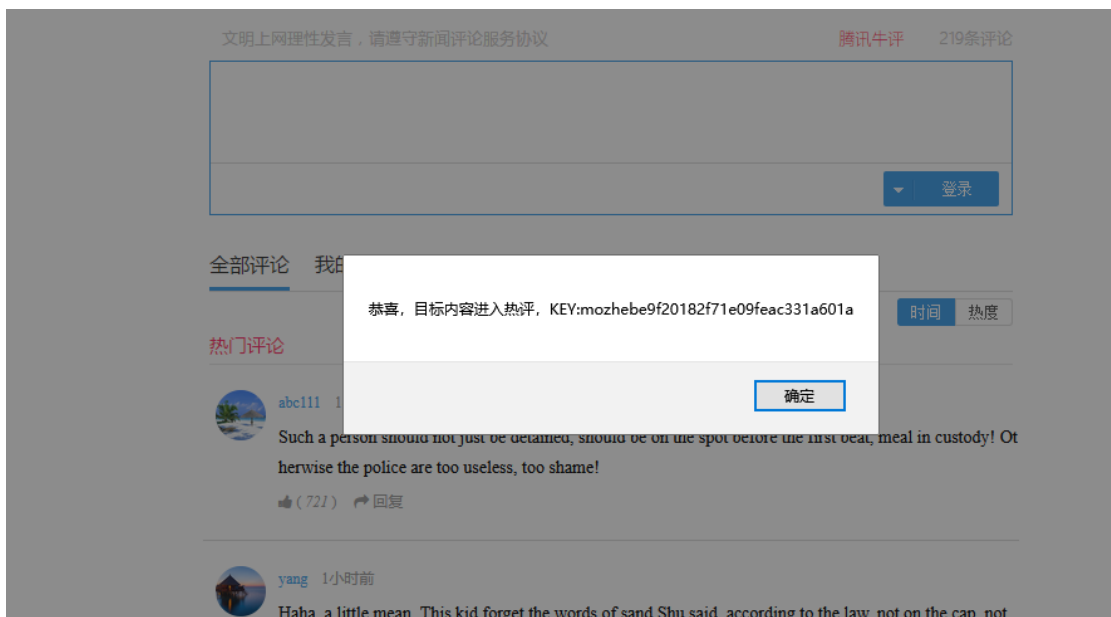 文明上网理性发言，请遵守新闻评论服务协议 腾讯牛评 219条评论
登录
全部评论 我的
恭喜，目标内容进入热评，KEY:mozhebe9f20182f71e09feac331a601a
时间 热度
热门评论
确定
abc111 1
Such a person should not just be detained, should be on the spot before the first beat, meal in custody! Ot
herwise the police are too useless, too shame!
(721) 回复
yang 1小时前
Haha, a little mean. This kid forget the words of sand Shu said, according to the law, not on the cap, not